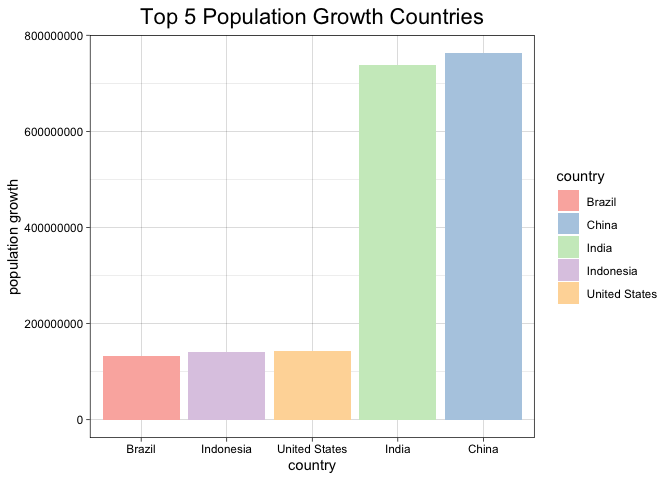 Top 5 Population Growth Countries
800000000
600000000
400000000
200000000
0
population growth
Brazil
Indonesia
United States
India
China
country
country
Brazil
China
India
Indonesia
United States